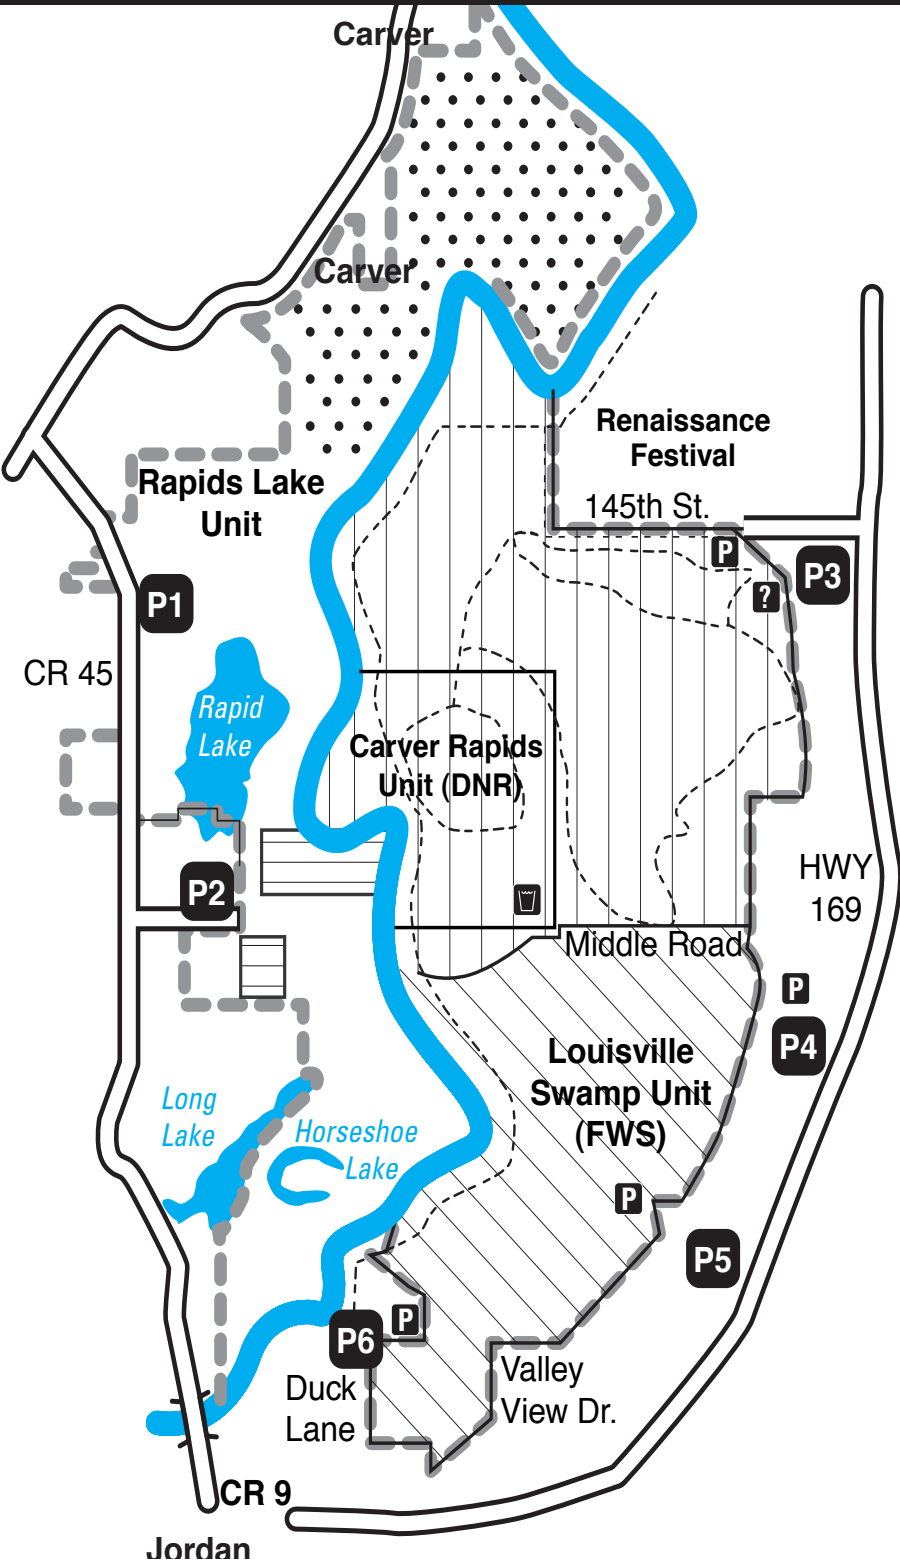 Carver
Carver
Renaissance
Festival
145th St.
Rapids Lake
Unit
P
P3
?
P1
CR 45
Rapid
Lake
Carver Rapids
Unit (DNR)
HWY
169
P2
Middle Road
P
P4
Louisville
Swamp Unit
(FWS)
Long
Lake
Horseshoe
Lake
P
P5
P
P6
Duck
Lane
Valley
View Dr.
CR 9
Jordan